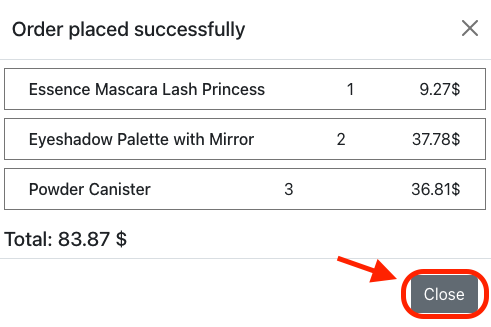 Order placed successfully
Essence Mascara Lash Princess 1 9.27$
Eyeshadow Palette with Mirror 2 37.78$
Powder Canister 3 36.81$
Total: 83.87 $
Close